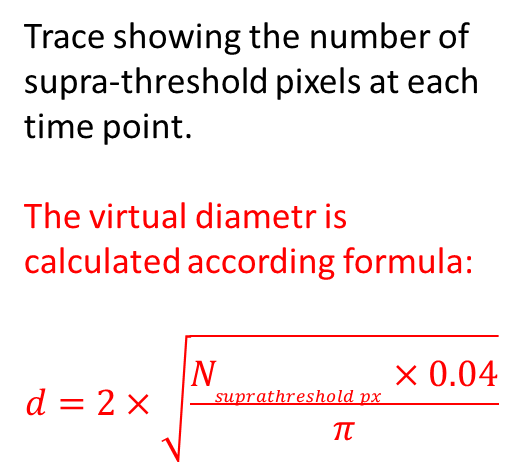 Trace showing the number of
supra-threshold pixels at each
time point.
The virtual diametr is
calculated according formula:
d = 2 × √(N_suprathreshold px × 0.04 / π)